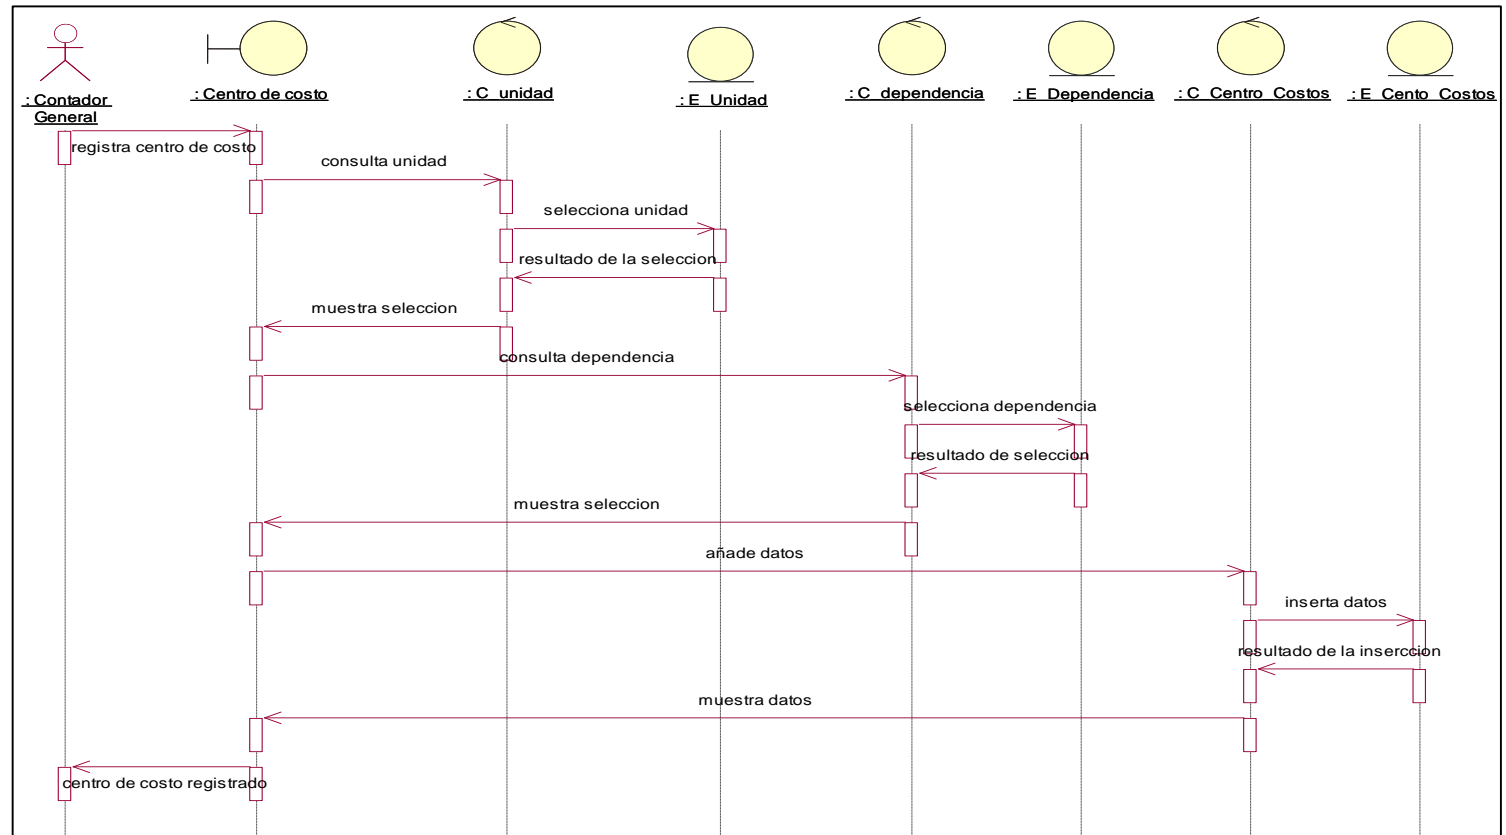 : Contador
General
: Centro de costo
: C_unidad
: E_Unidad
: C_dependencia
: E_Dependencia
: C_Centro_Costos
: E_Cento_Costos
registra centro de costo
consulta unidad
selecciona unidad
resultado de la seleccion
muestra seleccion
consulta dependencia
selecciona dependencia
resultado de seleccion
muestra seleccion
añade datos
inserta datos
resultado de la inserccion
muestra datos
centro de costo registrado